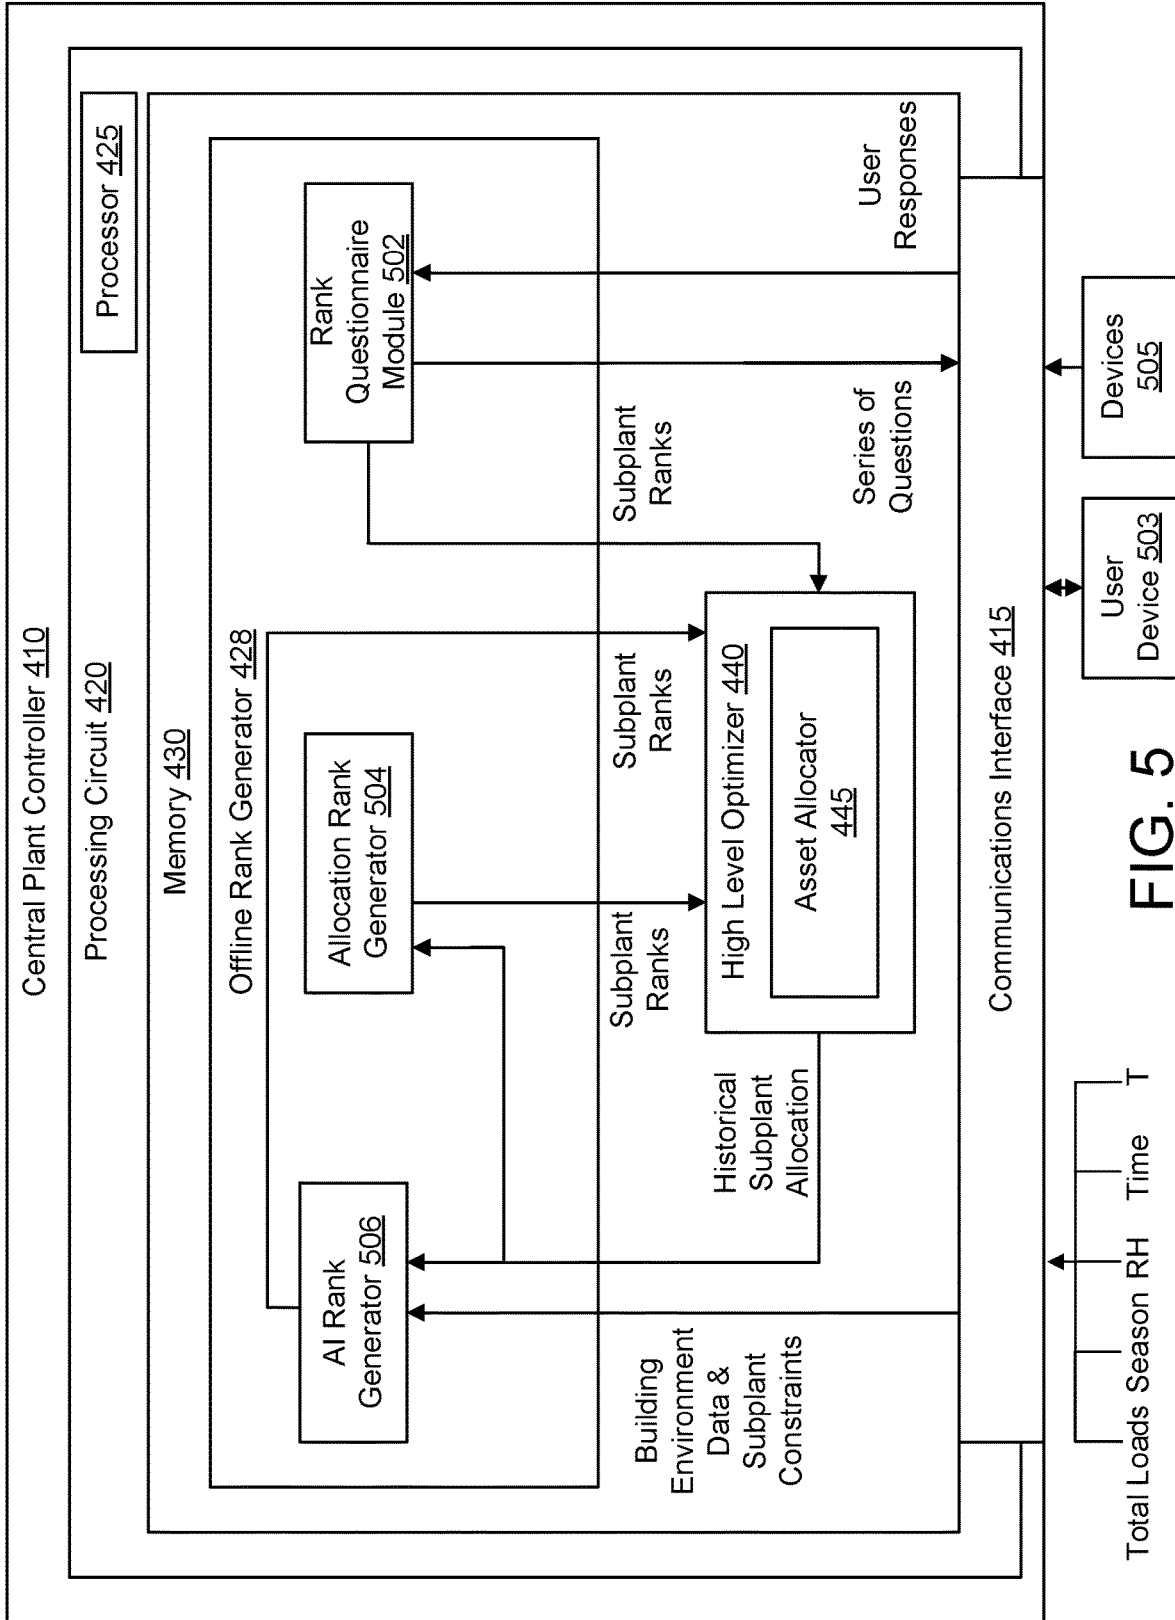 Central Plant Controller 410
Processing Circuit 420
Processor 425
Memory 430
Offline Rank Generator 428
AI Rank
Generator 506
Allocation Rank
Generator 504
Rank
Questionnaire
Module 502
Building
Environment
Data &
Subplant
Constraints
Historical
Subplant
Allocation
Subplant
Ranks
Subplant
Ranks
Subplant
Ranks
High Level Optimizer 440
Asset Allocator
445
Series of
Questions
User
Responses
Communications Interface 415
Total Loads Season RH Time T
User
Device 503
Devices
505
FIG. 5